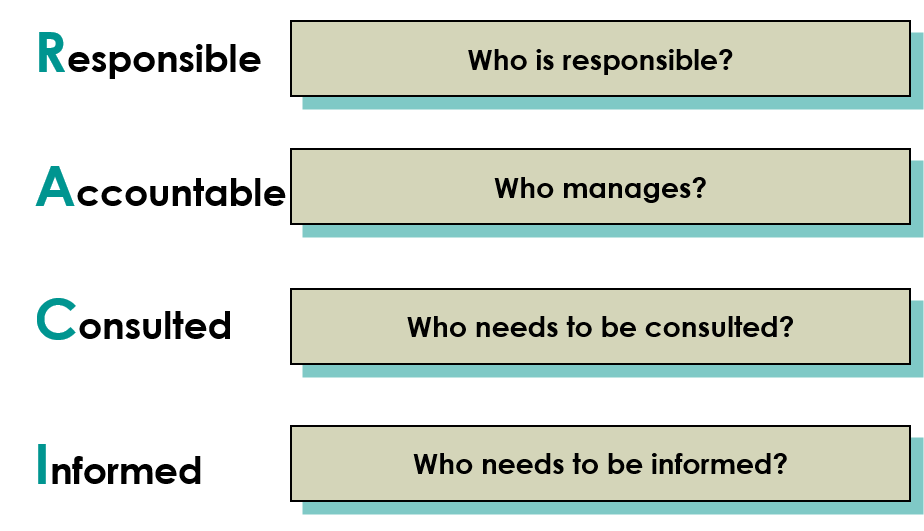 Responsible Who is responsible?
Accountable Who manages?
Consulted Who needs to be consulted?
Informed Who needs to be informed?